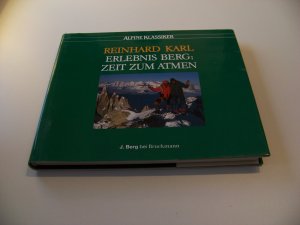 ALPINE KLASSIKER
REINHARD KARL
ERLEBNIS BERG:
ZEIT ZUM ATMEN
J. Berg bei Bruckmann